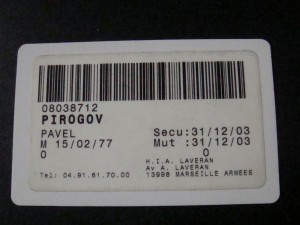 08038712
PIROGOV
PAVEL Secu:31/12/03
M 15/02/77 Mut :31/12/03
0 0
H.I.A. LAVERAN
Av A. LAVERAN
Tel: 04.91.61.70.00 13998 MARSEILLE ARMEES